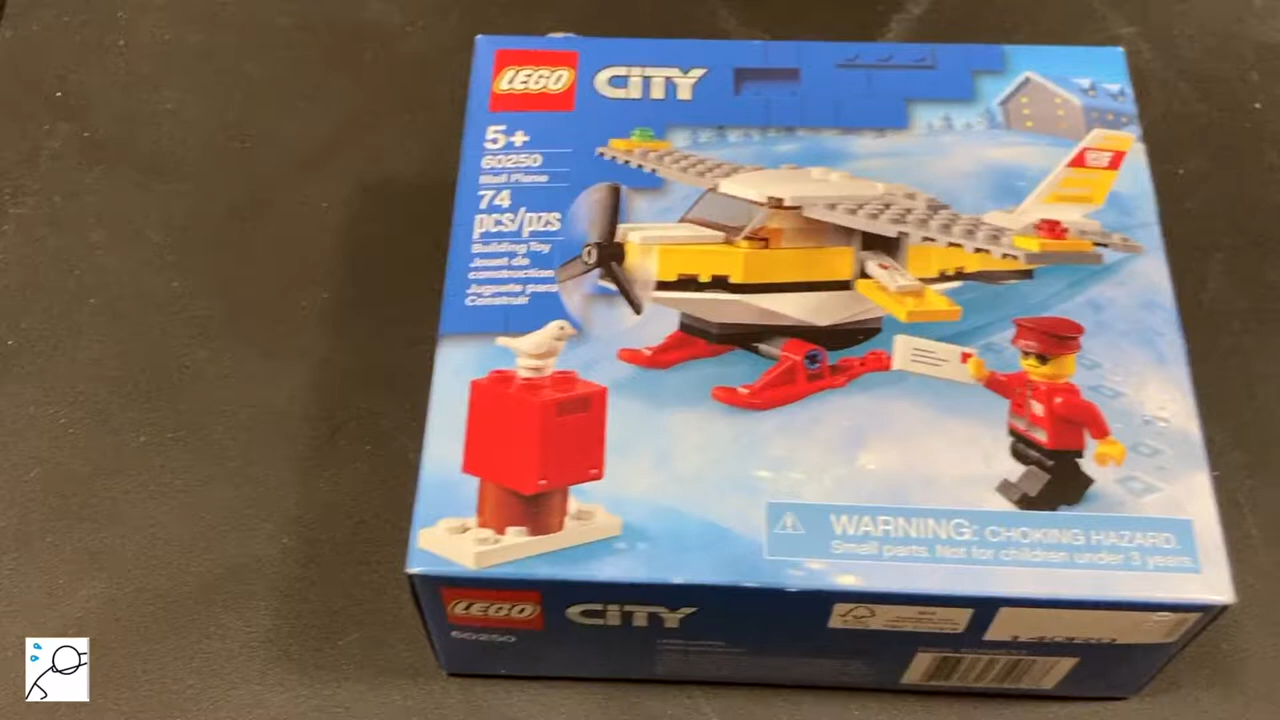 LEGO CITY
5+
60250
Mail Plane
74
pcs/pzs
Building Toy
Jouet de
construction
Juguete para
Construir
WARNING: CHOKING HAZARD.
Small parts. Not for children under 3 years.
LEGO CITY
60250